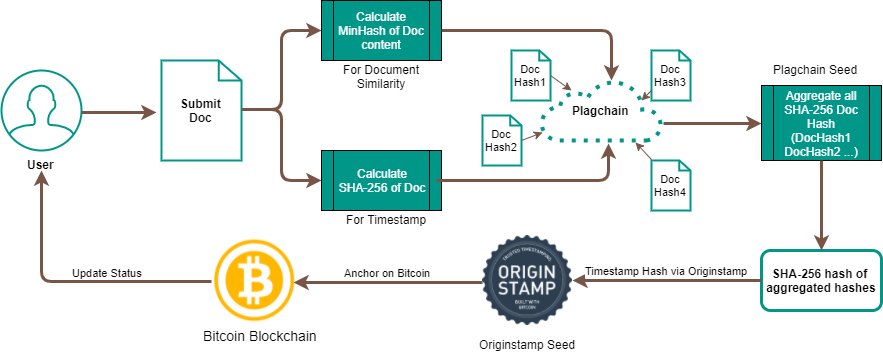 Calculate
MinHash of Doc
content
For Document
Similarity
User
Submit
Doc
Calculate
SHA-256 of Doc
For Timestamp
Doc
Hash1
Doc
Hash2
Doc
Hash3
Doc
Hash4
Plagchain
Plagchain Seed
Aggregate all
SHA-256 Doc
Hash
(DocHash1
DocHash2 ...)
SHA-256 hash of
aggregated hashes
Timestamp Hash via Originstamp
TRUSTED TIMESTAMPING
ORIGIN
STAMP
BUILT WITH
BITCOIN
Originstamp Seed
Anchor on Bitcoin
Bitcoin Blockchain
Update Status